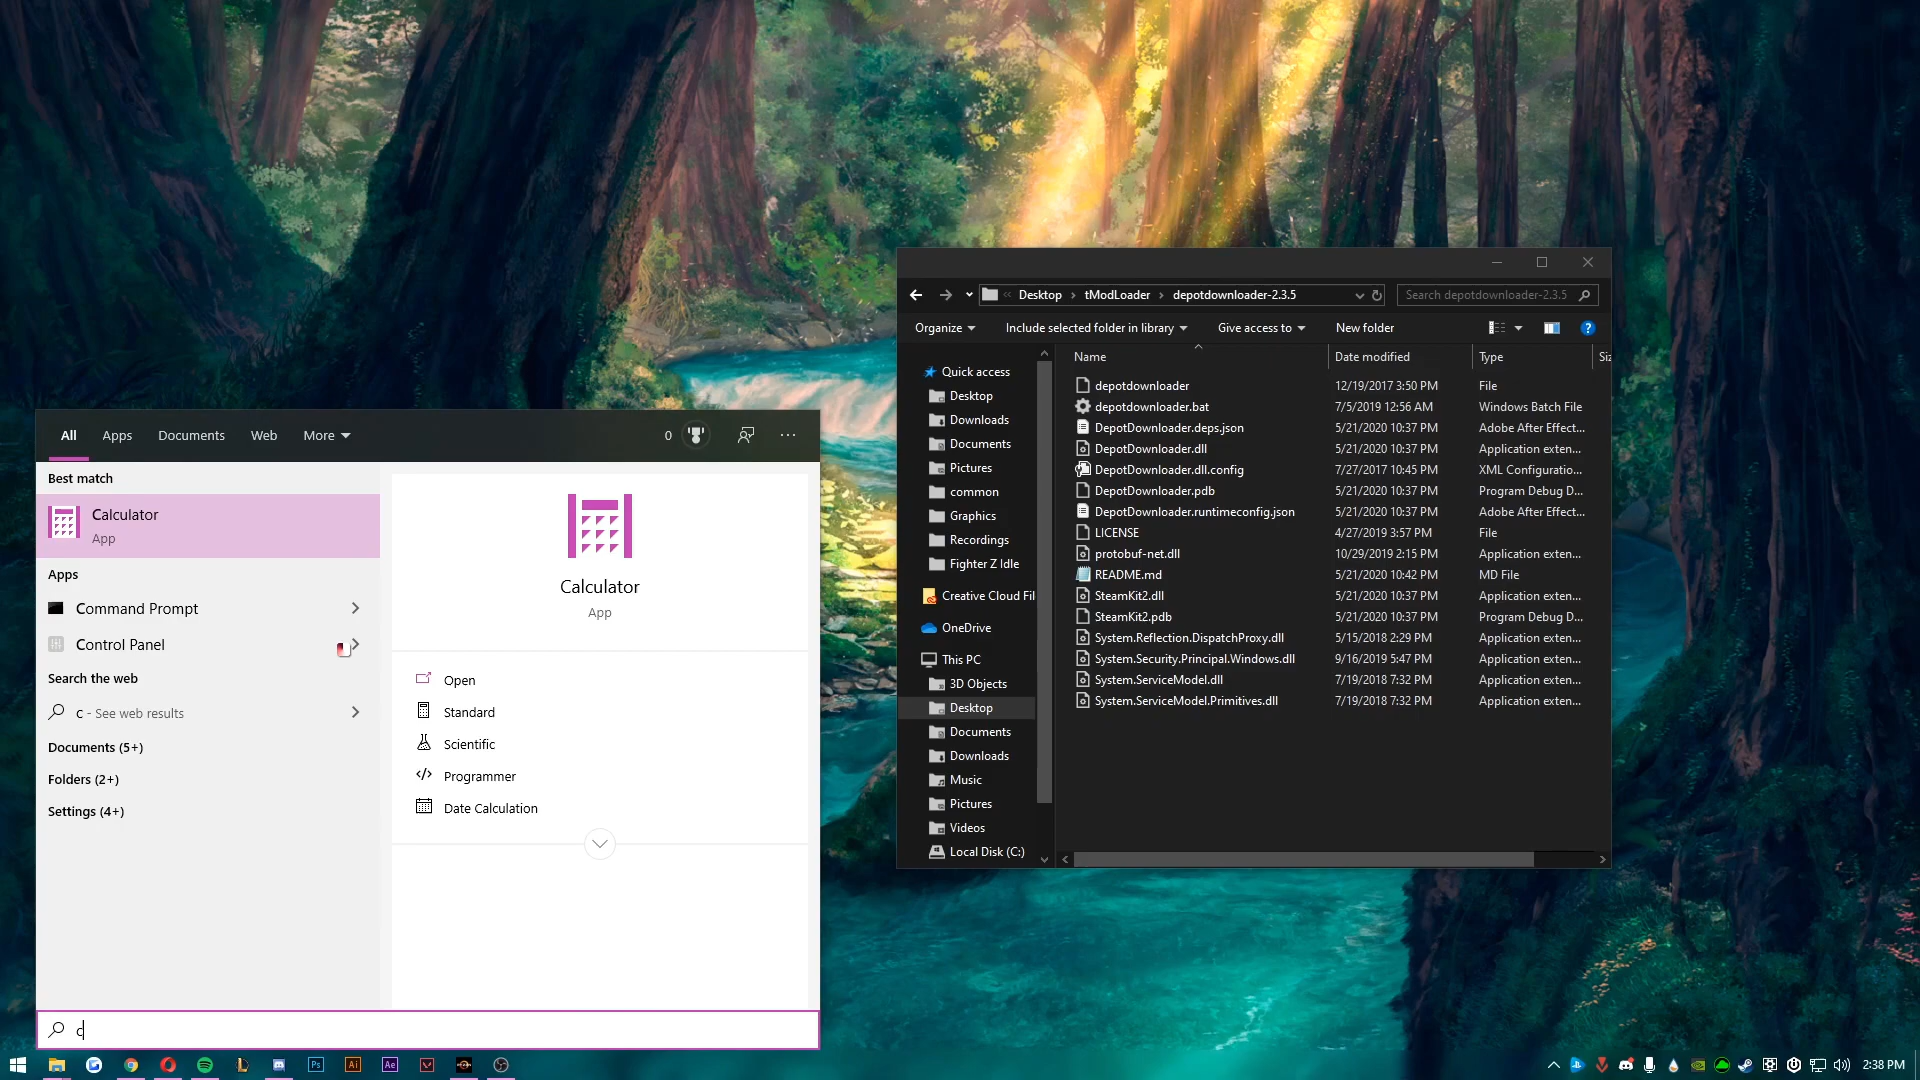 All
Apps
Documents
Web
More
0
Best match
Calculator
App
Apps
Command Prompt
Control Panel
Search the web
c - See web results
Documents (5+)
Folders (2+)
Settings (4+)
Calculator
App
Open
Standard
Scientific
Programmer
Date Calculation
c
Desktop
tModLoader
depotdownloader-2.3.5
Search depotdownloader-2.3.5
Organize
Include selected folder in library
Give access to
New folder
Quick access
Desktop
Downloads
Documents
Pictures
common
Graphics
Recordings
Fighter Z Idle
Creative Cloud Fil
OneDrive
This PC
3D Objects
Desktop
Documents
Downloads
Music
Pictures
Videos
Local Disk (C:)
Name Date modified Type Siz
depotdownloader 12/19/2017 3:50 PM File
depotdownloader.bat 7/5/2019 12:56 AM Windows Batch File
DepotDownloader.deps.json 5/21/2020 10:37 PM Adobe After Effect...
DepotDownloader.dll 5/21/2020 10:37 PM Application exten...
DepotDownloader.dll.config 7/27/2017 10:45 PM XML Configuratio...
DepotDownloader.pdb 5/21/2020 10:37 PM Program Debug D...
DepotDownloader.runtimeconfig.json 5/21/2020 10:37 PM Adobe After Effect...
LICENSE 4/27/2019 3:57 PM File
protobuf-net.dll 10/29/2019 2:15 PM Application exten...
README.md 5/21/2020 10:42 PM MD File
SteamKit2.dll 5/21/2020 10:37 PM Application exten...
SteamKit2.pdb 5/21/2020 10:37 PM Program Debug D...
System.Reflection.DispatchProxy.dll 5/15/2018 2:29 PM Application exten...
System.Security.Principal.Windows.dll 9/16/2019 5:47 PM Application exten...
System.ServiceModel.dll 7/19/2018 7:32 PM Application exten...
System.ServiceModel.Primitives.dll 7/19/2018 7:32 PM Application exten...
Ps
Ai
Ae
2:38 PM